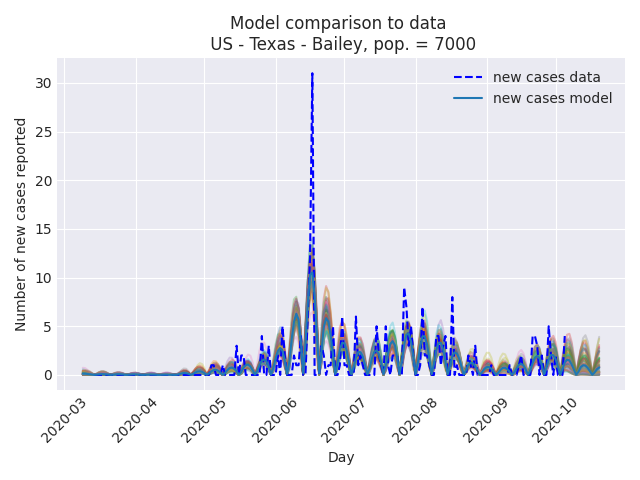 Model comparison to data
US - Texas - Bailey, pop. = 7000
new cases data
new cases model
Number of new cases reported
30
25
20
15
10
5
0
2020-03
2020-04
2020-05
2020-06
2020-07
2020-08
2020-09
2020-10
Day